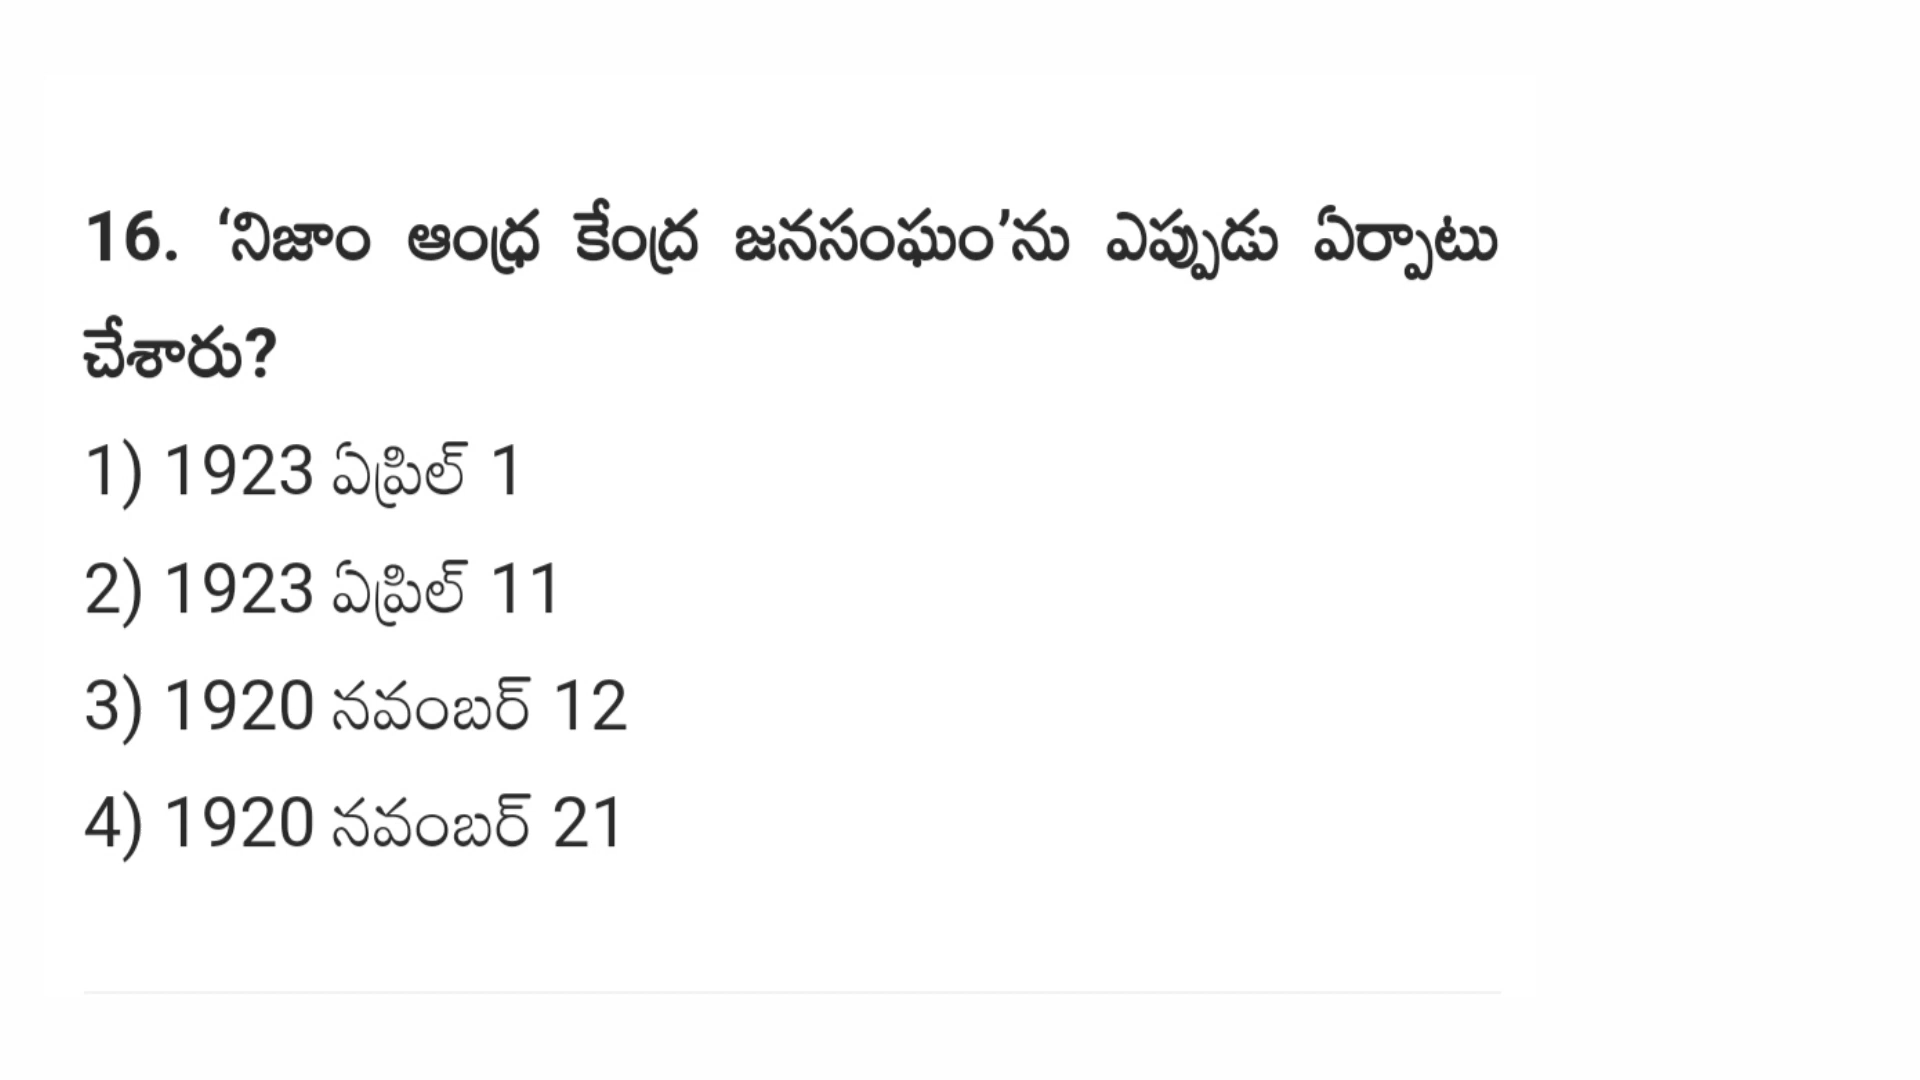 16. ‘నిజాం ఆంధ్ర కేంద్ర జనసంఘం’ను ఎప్పుడు ఏర్పాటు
చేశారు?
1) 1923 ఏప్రిల్ 1
2) 1923 ఏప్రిల్ 11
3) 1920 నవంబర్ 12
4) 1920 నవంబర్ 21